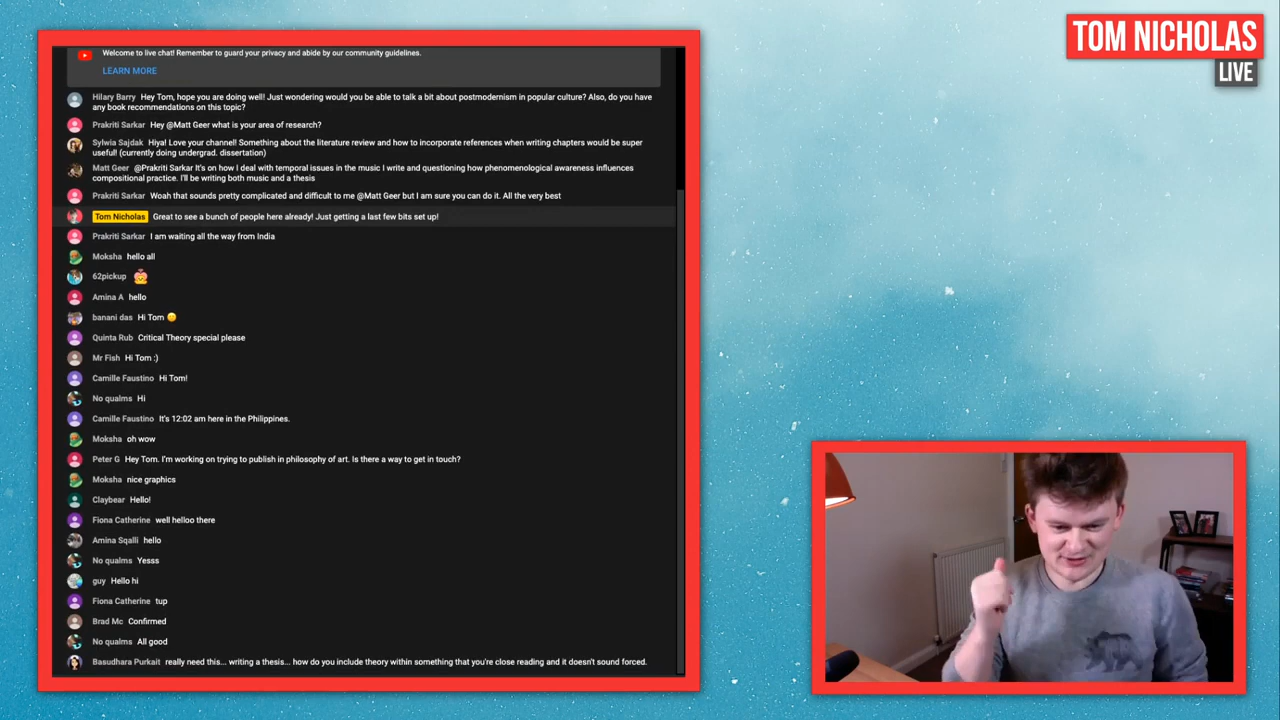 TOM NICHOLAS
LIVE
Welcome to live chat! Remember to guard your privacy and abide by our community guidelines.
LEARN MORE
Hilary Barry Hey Tom, hope you are doing well! Just wondering would you be able to talk a bit about postmodernism in popular culture? Also, do you have
any book recommendations on this topic?
Prakriti Sarkar Hey @Matt Geer what is your area of research?
Sylwia Sajdak Hiya! Love your channel! Something about the literature review and how to incorporate references when writing chapters would be super
useful! (currently doing undergrad. dissertation)
Matt Geer @Prakriti Sarkar It's on how I deal with temporal issues in the music I write and questioning how phenomenological awareness influences
compositional practice. I'll be writing both music and a thesis
Prakriti Sarkar Woah that sounds pretty complicated and difficult to me @Matt Geer but I am sure you can do it. All the very best
Tom Nicholas Great to see a bunch of people here already! Just getting a last few bits set up!
Prakriti Sarkar I am waiting all the way from India
Moksha hello all
62pickup
Amina A hello
banani das Hi Tom
Quinta Rub Critical Theory special please
Mr Fish Hi Tom :)
Camille Faustino Hi Tom!
No qualms Hi
Camille Faustino It's 12:02 am here in the Philippines.
Moksha oh wow
Peter G Hey Tom. I'm working on trying to publish in philosophy of art. Is there a way to get in touch?
Moksha nice graphics
Claybear Hello!
Fiona Catherine well helloo there
Amina Sqalli hello
No qualms Yesss
guy Hello hi
Fiona Catherine tup
Brad Mc Confirmed
No qualms All good
Basudhara Purkait really need this... writing a thesis... how do you include theory within something that you're close reading and it doesn't sound forced.